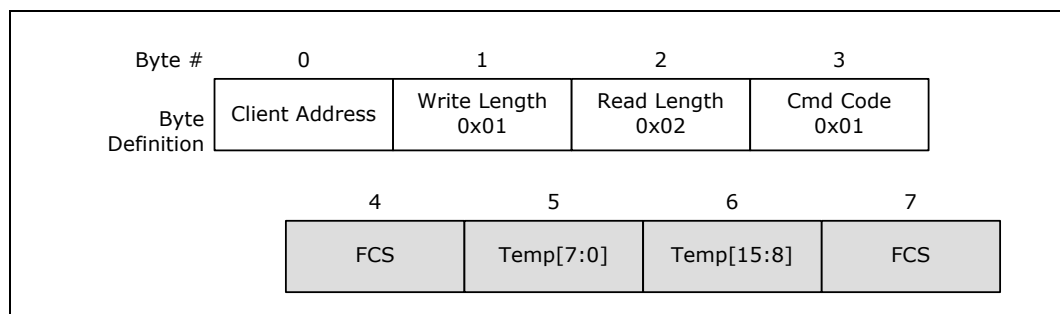 Byte # 0 1 2 3
Byte Definition
Client Address
Write Length
0x01
Read Length
0x02
Cmd Code
0x01
4 5 6 7
FCS Temp[7:0] Temp[15:8] FCS